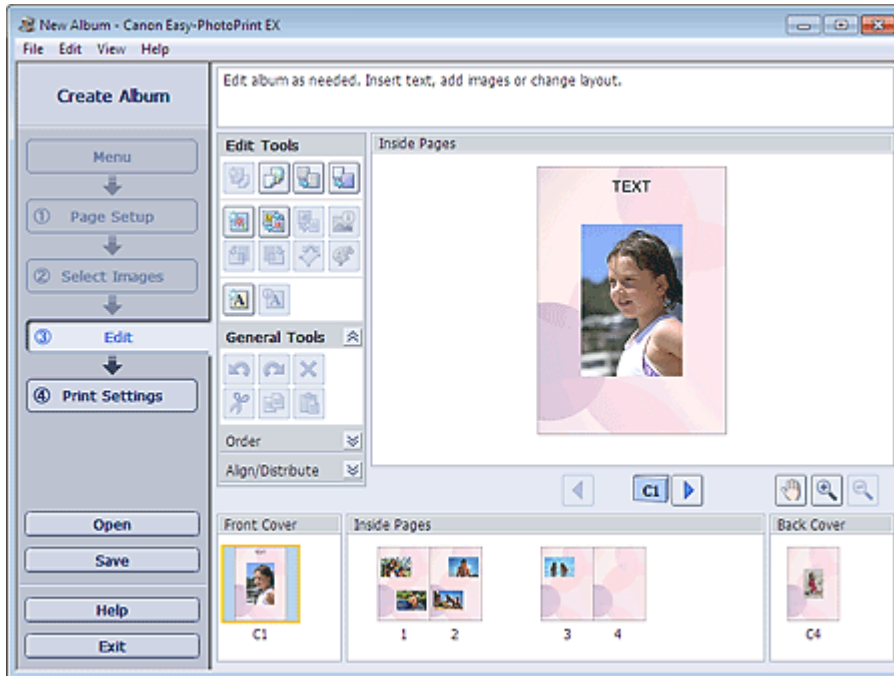 New Album - Canon Easy-PhotoPrint EX
File Edit View Help
Create Album
Menu
① Page Setup
② Select Images
③ Edit
④ Print Settings
Open
Save
Help
Exit
Edit album as needed. Insert text, add images or change layout.
Edit Tools
A A
General Tools
Order
Align/Distribute
Inside Pages
TEXT
C1
Front Cover
C1
Inside Pages
1 2 3 4
Back Cover
C4